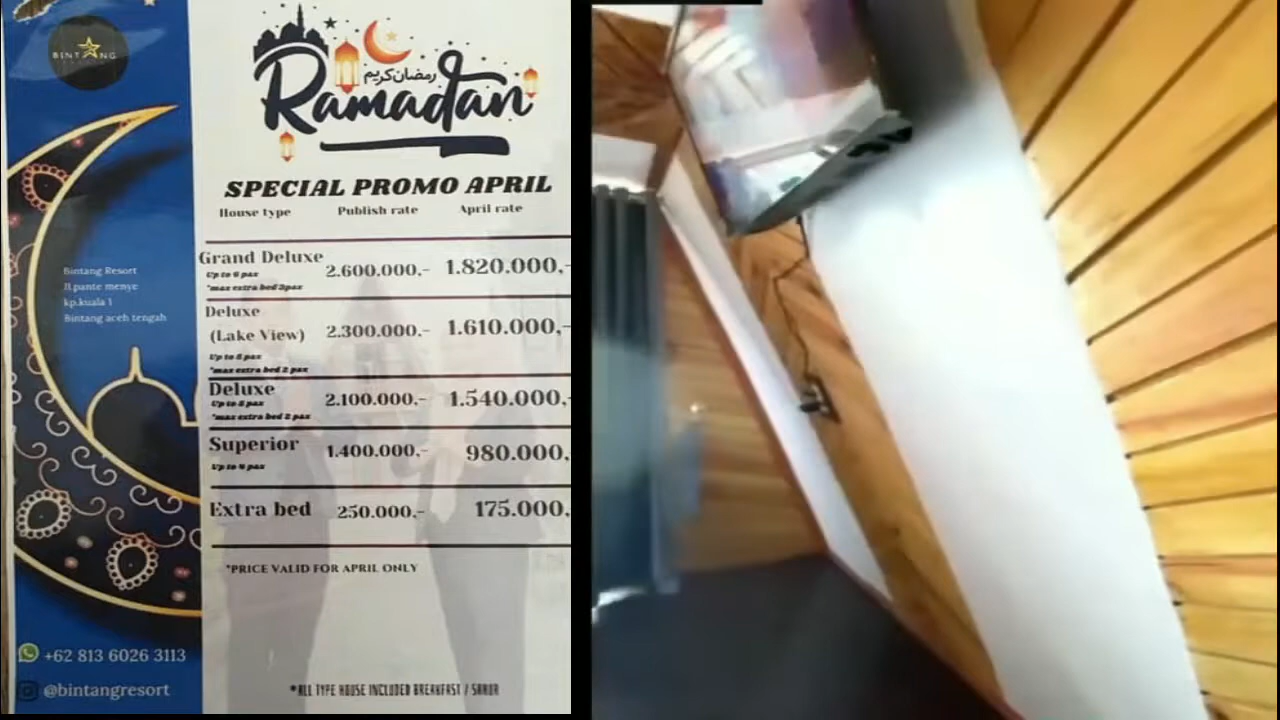 BINTANG
رمضان كريم
Ramadan
SPECIAL PROMO APRIL
House type Publish rate April rate
Grand Deluxe 2.600.000,- 1.820.000,-
Up to 6 pax
*max extra bed 2pax
Deluxe
(Lake View) 2.300.000.- 1.610.000,-
Up to 5 pax
*max extra bed 2 pax
Deluxe 2.100.000,- 1.540.000,-
Up to 5 pax
*max extra bed 2 pax
Superior 1.400.000,- 980.000,
Up to 4 pax
Extra bed 250.000,- 175.000,
*PRICE VALID FOR APRIL ONLY
*ALL TYPE HOUSE INCLUDED BREAKFAST / SAHUR
Bintang Resort
Jl.pante menye
kp.kuala 1
Bintang aceh tengah
+62 813 6026 3113
@bintangresort